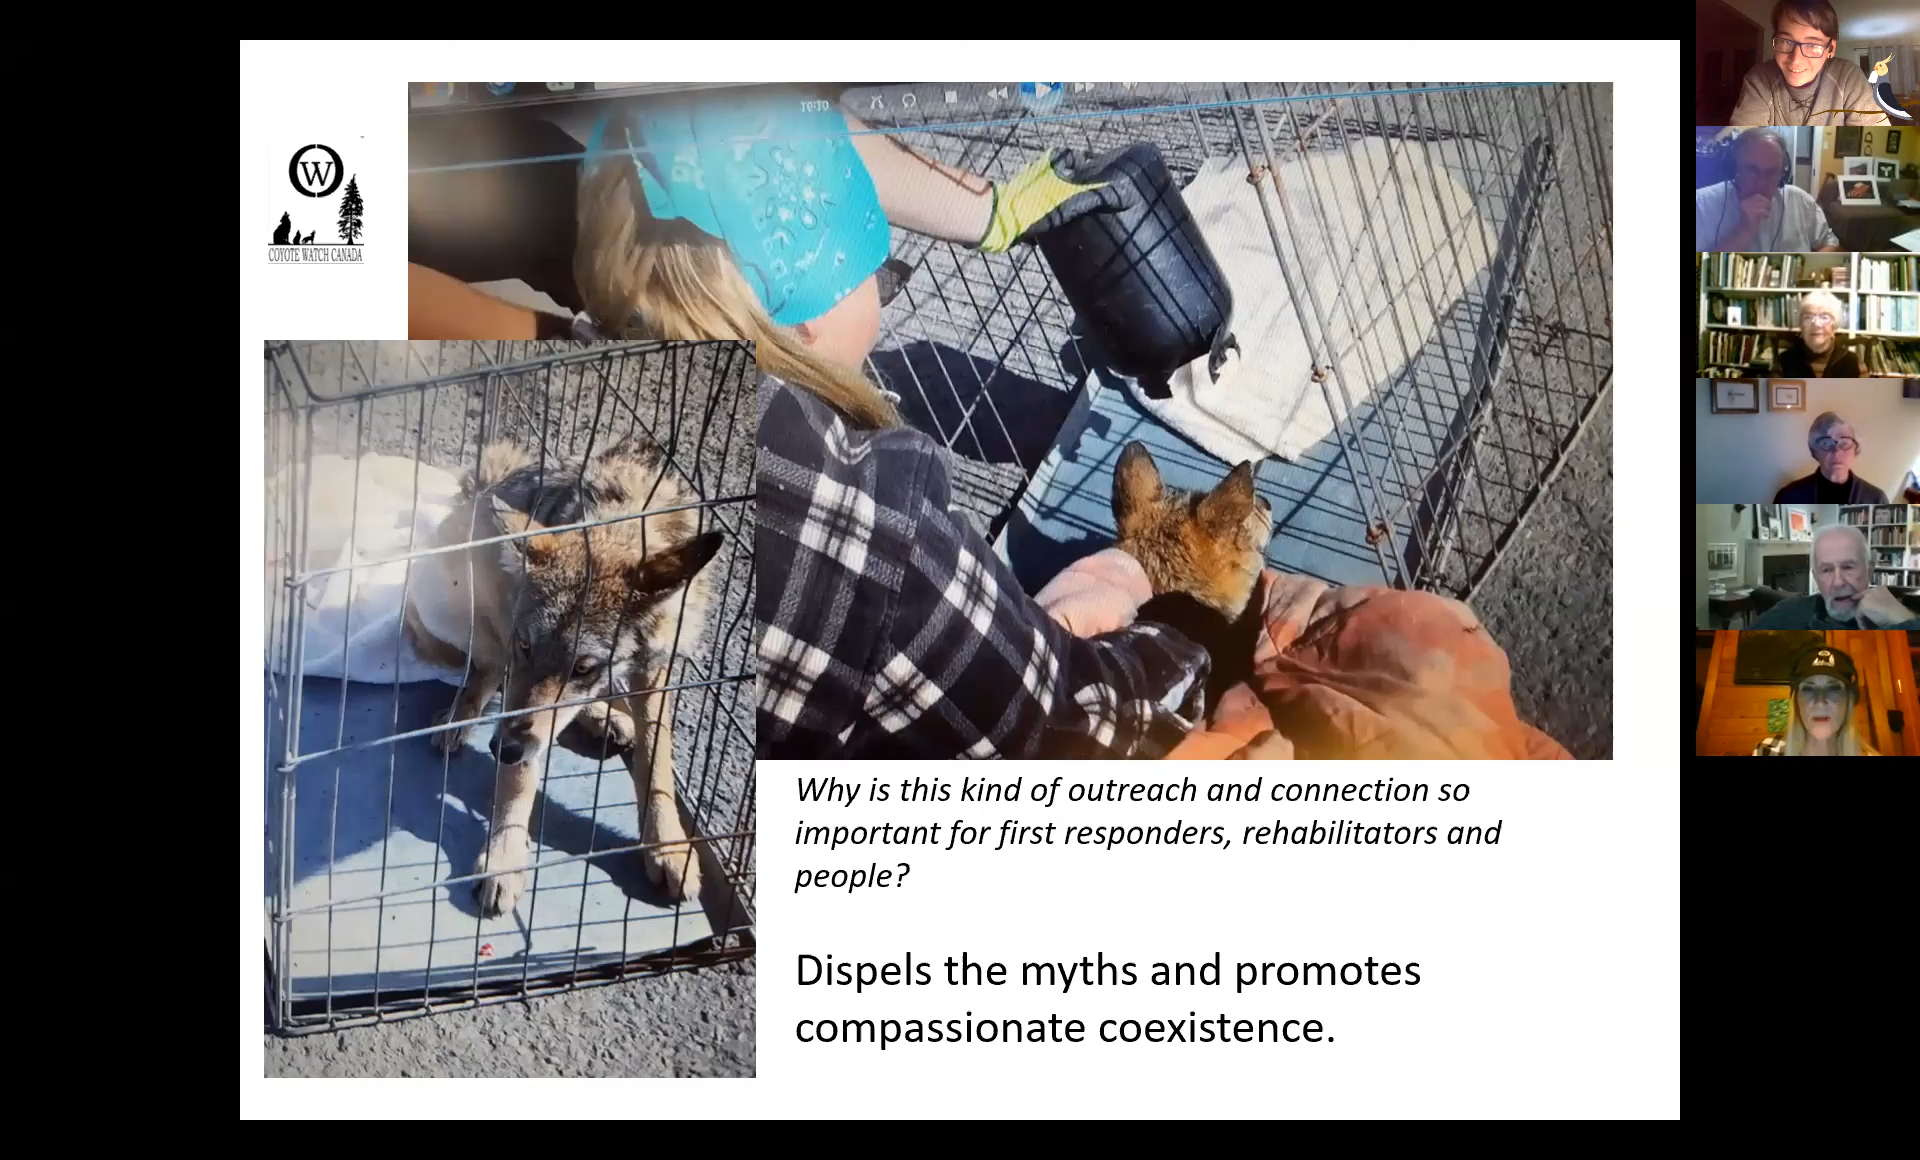 W
COYOTE WATCH CANADA
Why is this kind of outreach and connection so
important for first responders, rehabilitators and
people?
Dispels the myths and promotes
compassionate coexistence.